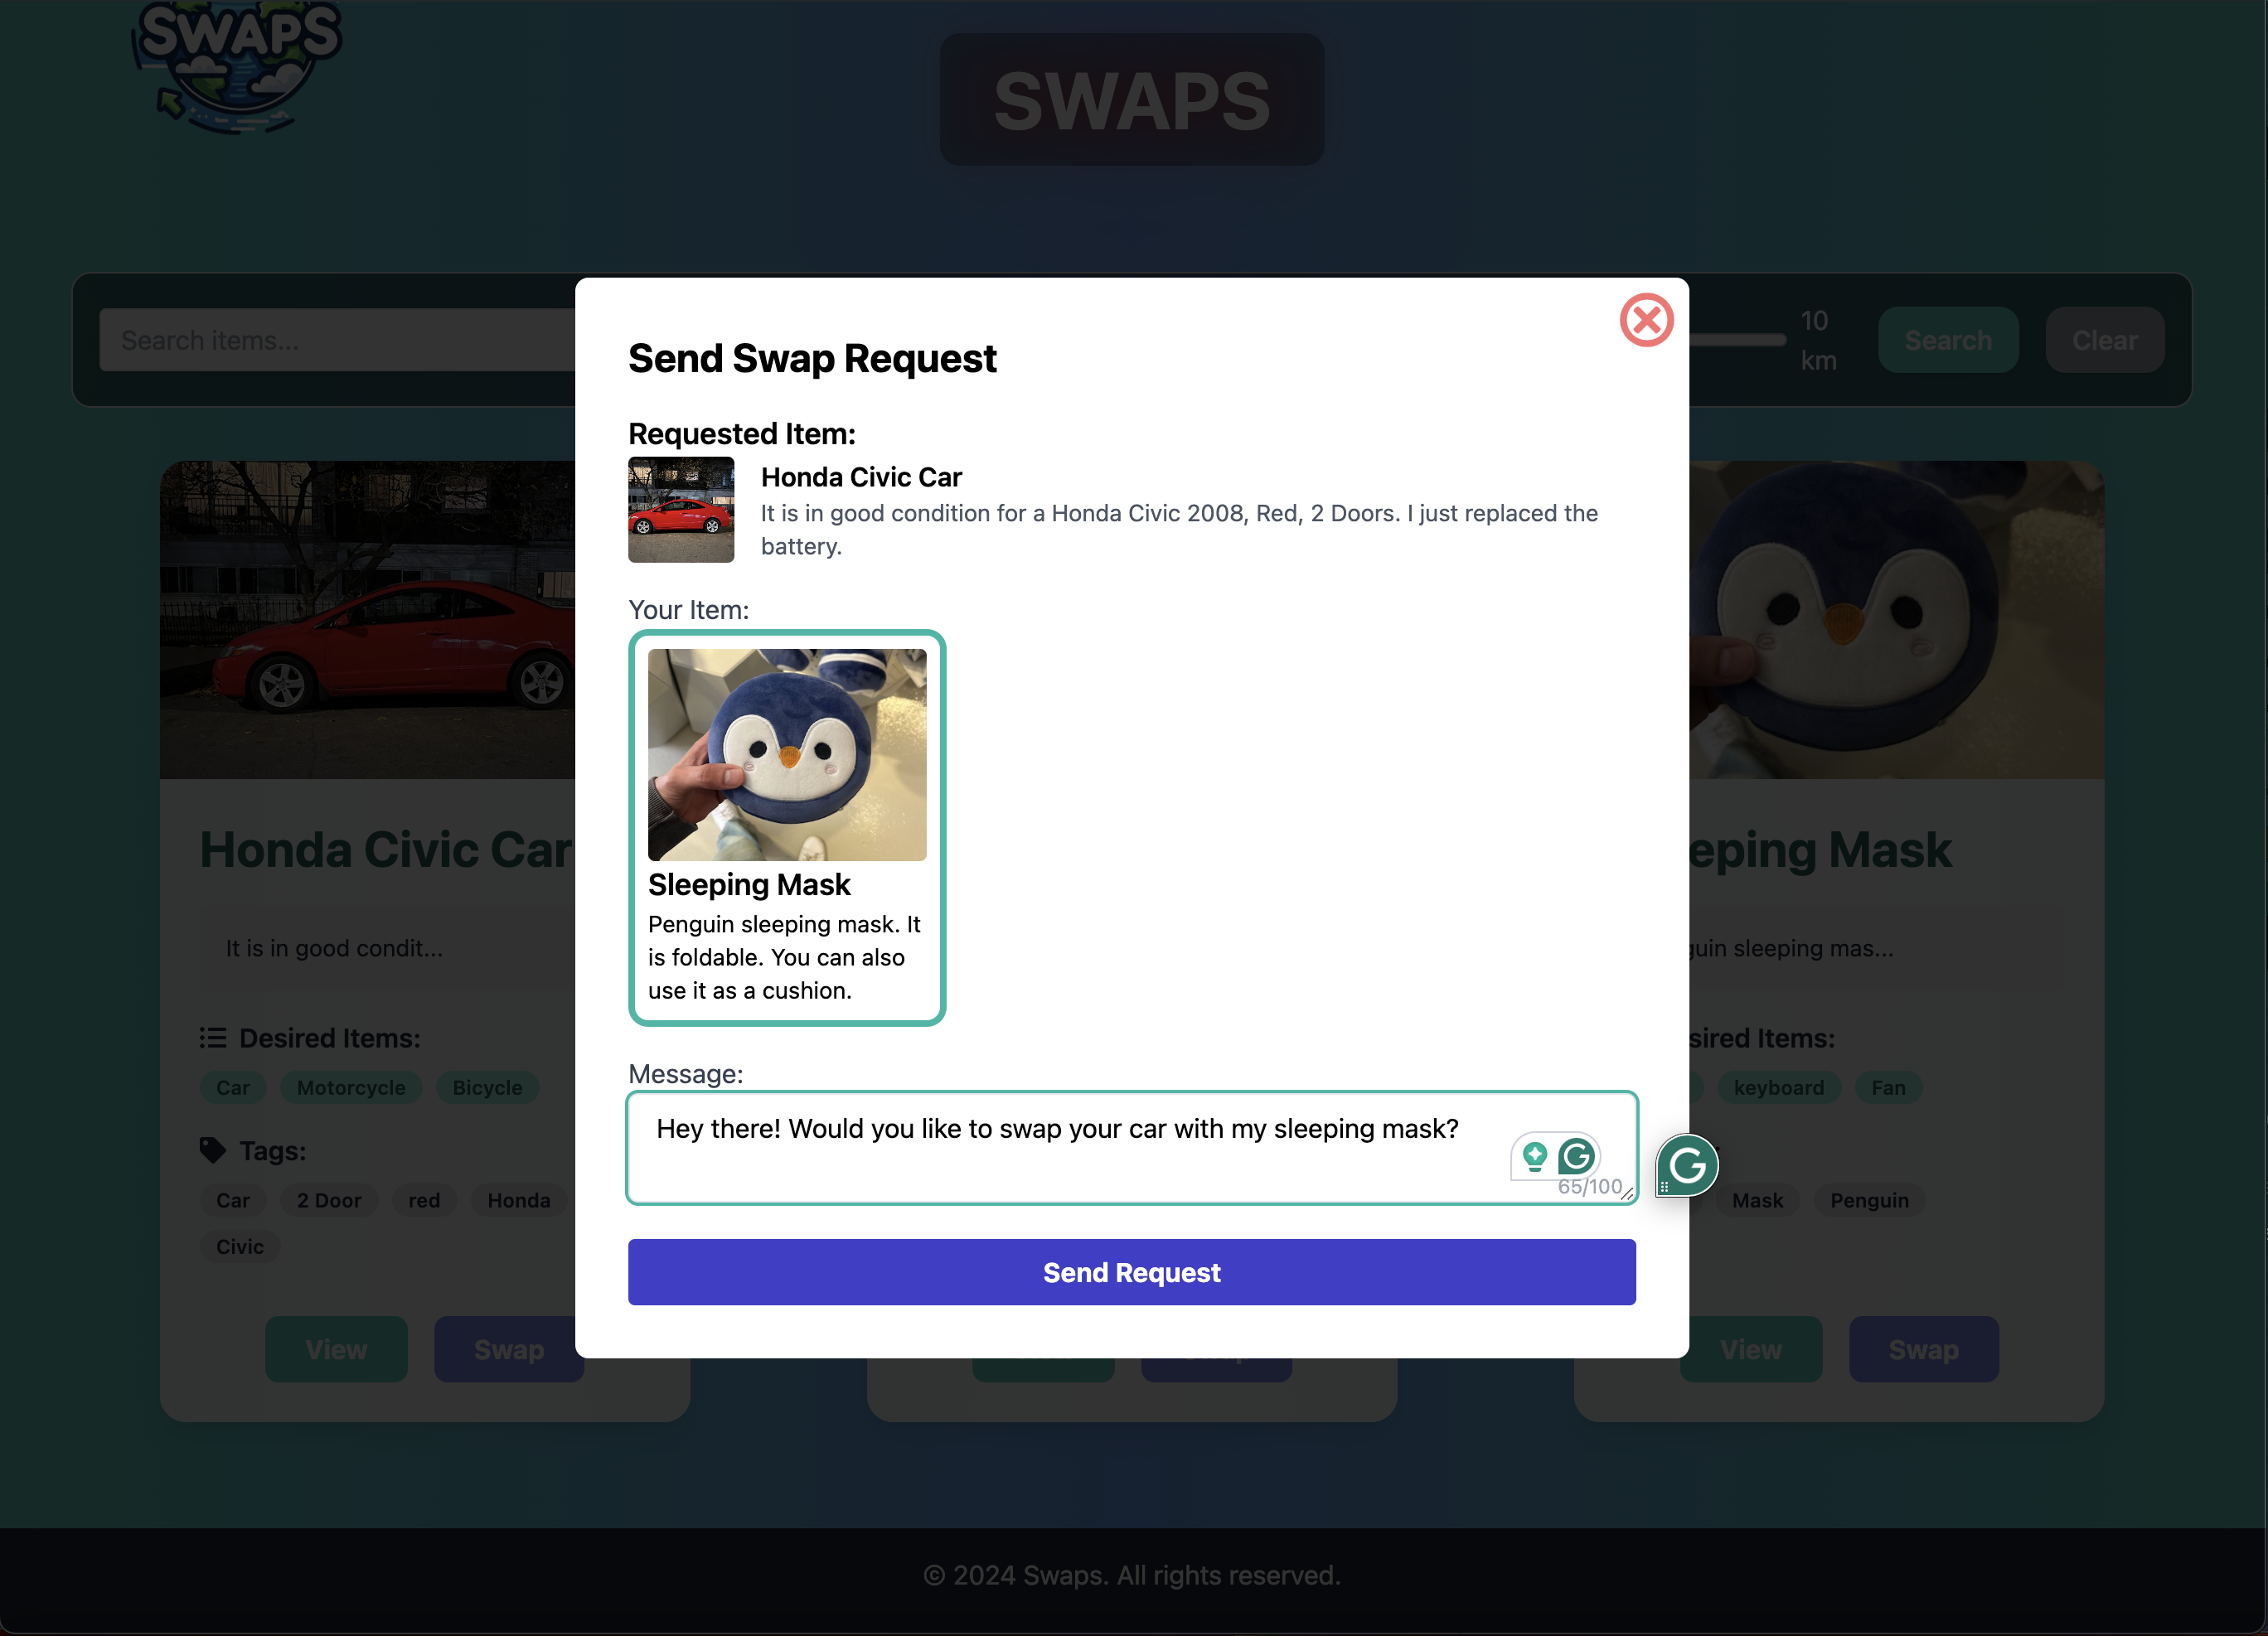 SWAPS
SWAPS
Search items...
10
km
Search
Clear
Send Swap Request
Requested Item:
Honda Civic Car
It is in good condition for a Honda Civic 2008, Red, 2 Doors. I just replaced the
battery.
Your Item:
Sleeping Mask
Penguin sleeping mask. It
is foldable. You can also
use it as a cushion.
Message:
Hey there! Would you like to swap your car with my sleeping mask?
65/100
Send Request
Honda Civic Car
It is in good condit...
Desired Items:
Car
Motorcycle
Bicycle
Tags:
Car
2 Door
red
Honda
Civic
View
Swap
eping Mask
guin sleeping mas...
sired Items:
keyboard
Fan
Mask
Penguin
View
Swap
© 2024 Swaps. All rights reserved.